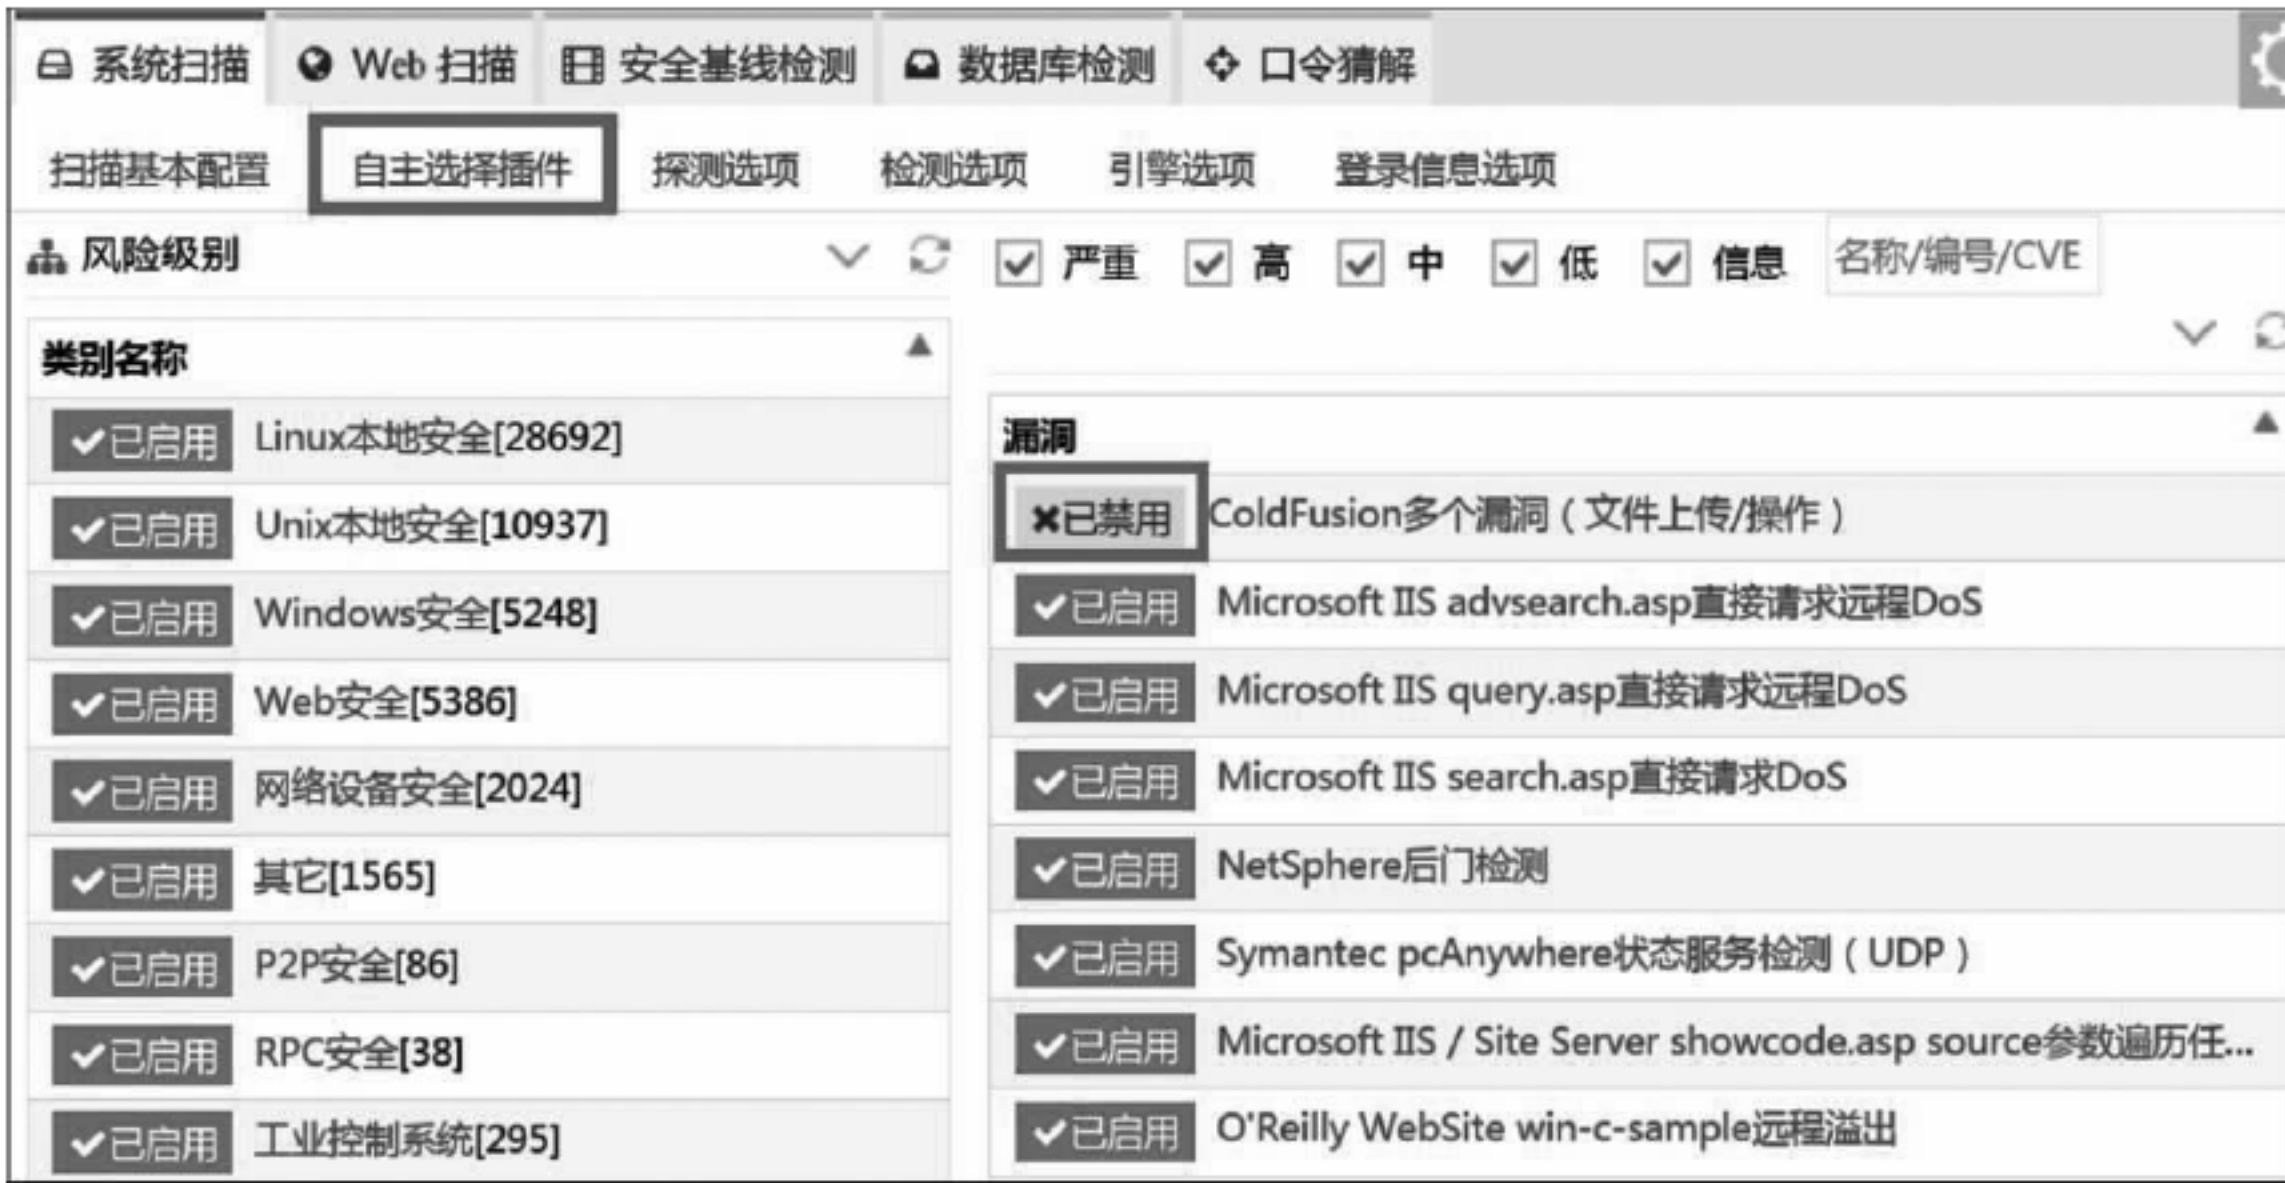 系统扫描 Web 扫描 安全基线检测 数据库检测 口令猜解
扫描基本配置 自主选择插件 探测选项 检测选项 引擎选项 登录信息选项
风险级别
类别名称
已启用 Linux本地安全[28692]
已启用 Unix本地安全[10937]
已启用 Windows安全[5248]
已启用 Web安全[5386]
已启用 网络设备安全[2024]
已启用 其它[1565]
已启用 P2P安全[86]
已启用 RPC安全[38]
已启用 工业控制系统[295]
严重 高 中 低 信息 名称/编号/CVE
漏洞
已禁用 ColdFusion多个漏洞（文件上传/操作）
已启用 Microsoft IIS advsearch.asp直接请求远程DoS
已启用 Microsoft IIS query.asp直接请求远程DoS
已启用 Microsoft IIS search.asp直接请求DoS
已启用 NetSphere后门检测
已启用 Symantec pcAnywhere状态服务检测（UDP）
已启用 Microsoft IIS / Site Server showcode.asp source参数遍历任...
已启用 O'Reilly WebSite win-c-sample远程溢出